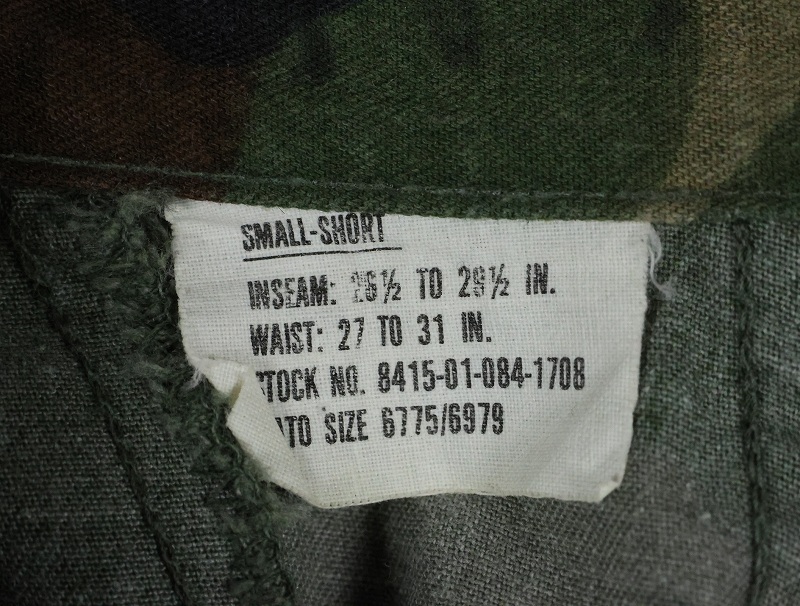 SMALL-SHORT
INSEAM: 26½ TO 29½ IN.
WAIST: 27 TO 31 IN.
STOCK NO. 8415-01-084-1708
ATO SIZE 6775/6979